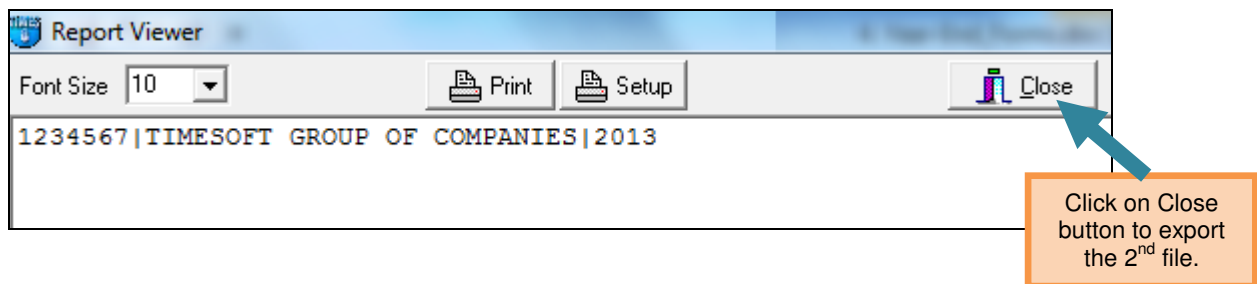 Report Viewer
Font Size 10 Print Setup Close
1234567|TIMESOFT GROUP OF COMPANIES|2013
Click on Close
button to export
the 2nd file.